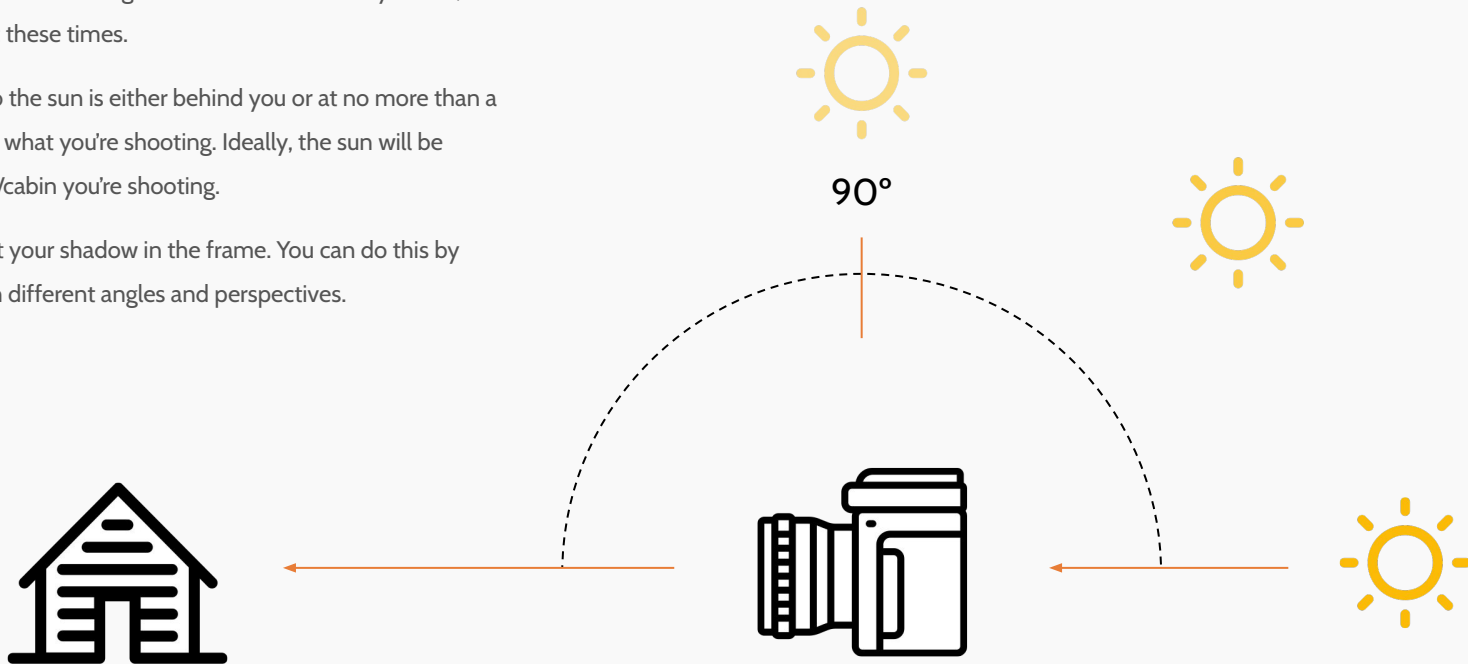 these times.
the sun is either behind you or at no more than a
what you're shooting. Ideally, the sun will be
/cabin you're shooting.
your shadow in the frame. You can do this by
different angles and perspectives.
90°